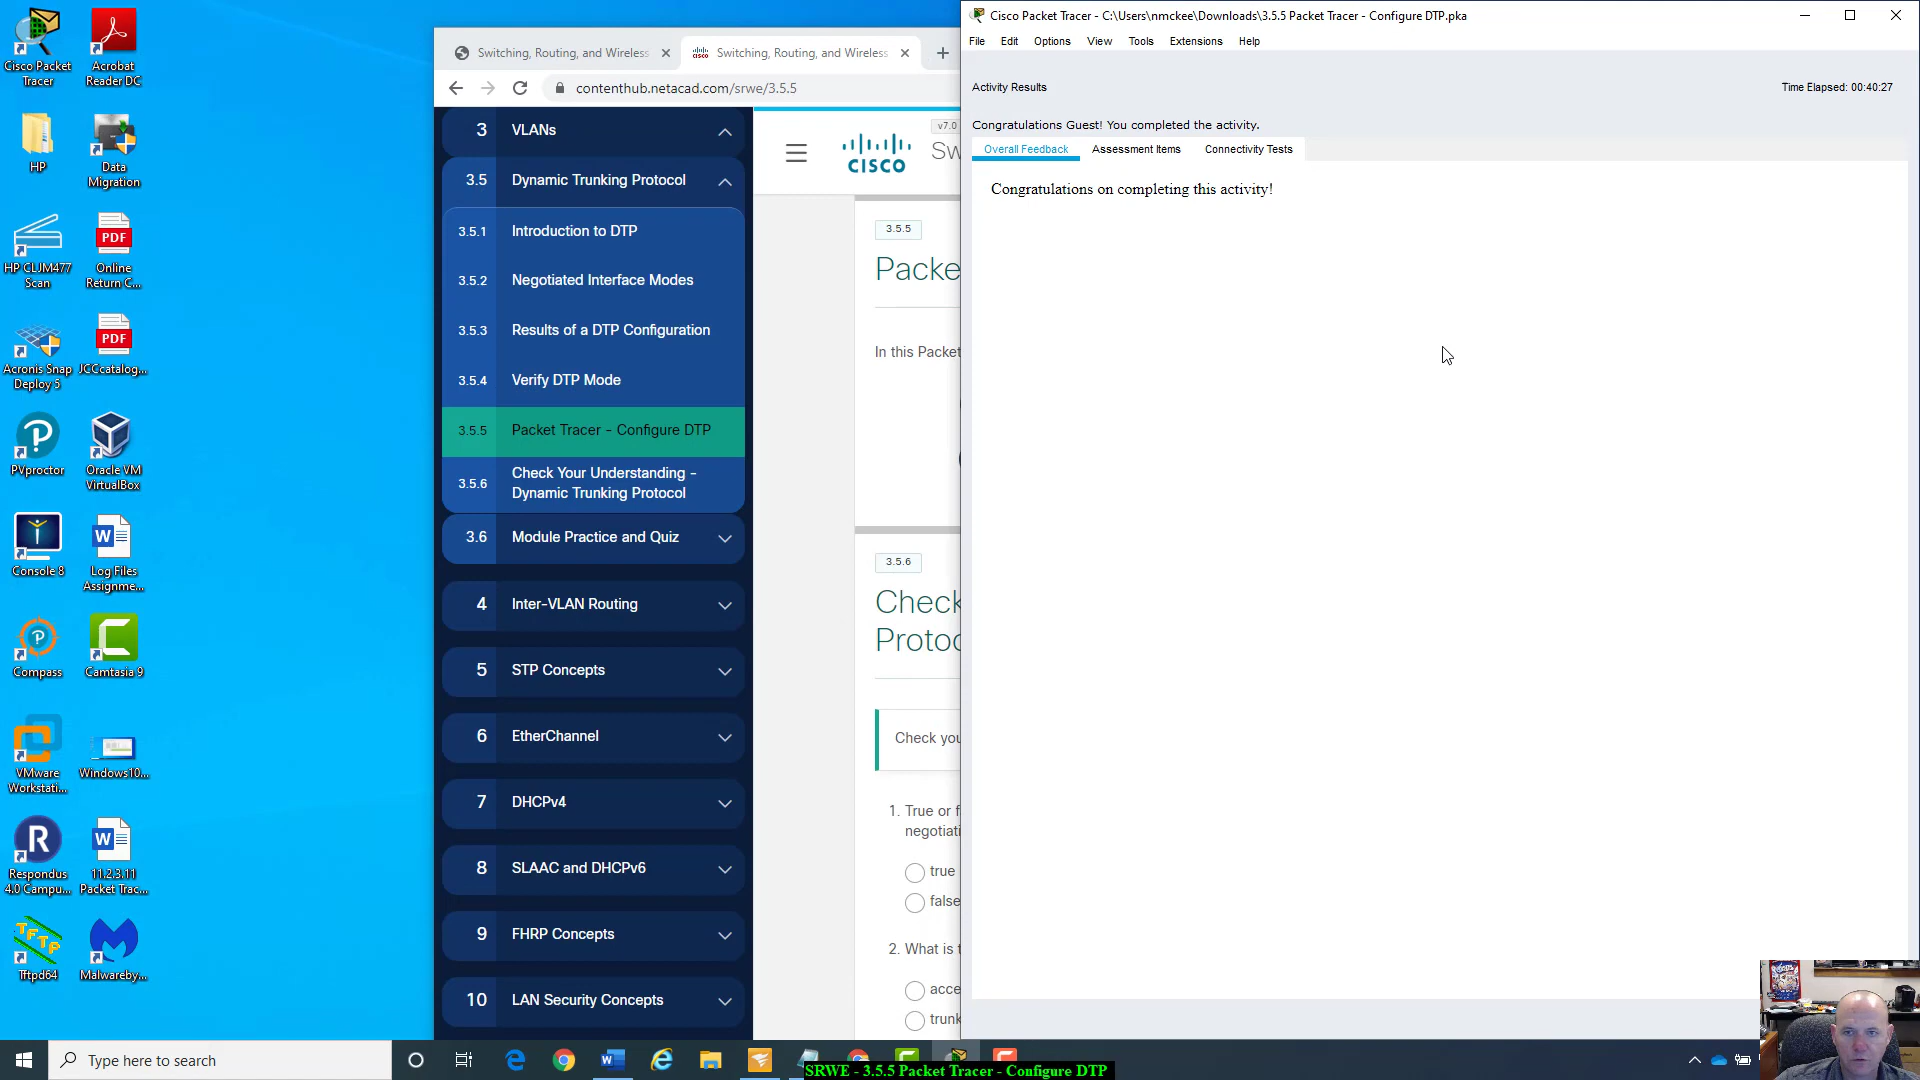 Cisco Packet
Tracer
Acrobat
Reader DC
HP
Data
Migration
HP CLJM477
Scan
PDF
Online
Return C...
Acronis Snap
Deploy 5
PDF
JCCcatalog...
PVproctor
Oracle VM
VirtualBox
Console 8
Log Files
Assignme...
Compass
Camtasia 9
VMware
Workstati...
Windows10...
Respondus
4.0 Campu...
11.2.3.11
Packet Trac...
Tftpd64
Malwareby...
Switching, Routing, and Wireless
Switching, Routing, and Wireless
contenthub.netacad.com/srwe/3.5.5
3 VLANs
3.5 Dynamic Trunking Protocol
3.5.1 Introduction to DTP
3.5.2 Negotiated Interface Modes
3.5.3 Results of a DTP Configuration
3.5.4 Verify DTP Mode
3.5.5 Packet Tracer - Configure DTP
3.5.6 Check Your Understanding -
Dynamic Trunking Protocol
3.6 Module Practice and Quiz
4 Inter-VLAN Routing
5 STP Concepts
6 EtherChannel
7 DHCPv4
8 SLAAC and DHCPv6
9 FHRP Concepts
10 LAN Security Concepts
CISCO
v7.0
Sw
3.5.5
Packe
In this Packet
3.5.6
Check
Proto
Check you
1. True or f
negotiati
true
false
2. What is t
acce
trunk
Cisco Packet Tracer - C:\Users\nmckee\Downloads\3.5.5 Packet Tracer - Configure DTP.pka
File Edit Options View Tools Extensions Help
Activity Results
Time Elapsed: 00:40:27
Congratulations Guest! You completed the activity.
Overall Feedback Assessment Items Connectivity Tests
Congratulations on completing this activity!
Type here to search
SRWE - 3.5.5 Packet Tracer - Configure DTP